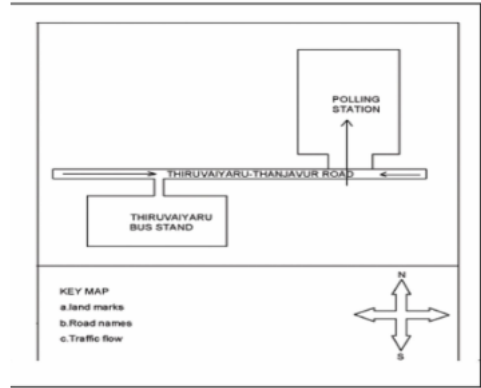 POLLING
STATION
THIRUVAIYARU-THANJAVUR ROAD
THIRUVAIYARU
BUS STAND
KEY MAP
a.land marks
b.Road names
c.Traffic flow
N
S